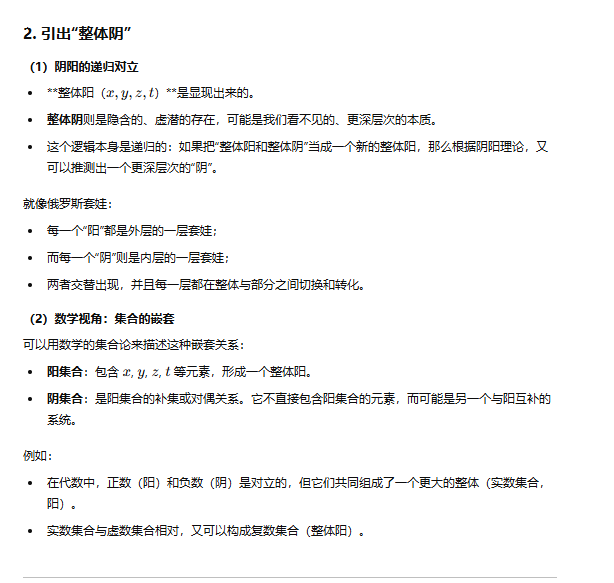 2. 引出“整体阴”
（1）阴阳的递归对立
• **整体阳（x, y, z, t）**是显现出来的。
• 整体阴则是隐含的、虚潜的存在，可能是我们看不见的、更深层次的本质。
• 这个逻辑本身是递归的：如果把“整体阳和整体阴”当成一个新的整体阳，那么根据阴阳理论，又
可以推测出一个更深层次的“阴”。
就像俄罗斯套娃：
• 每一个“阳”都是外层的一层套娃；
• 而每一个“阴”则是内层的一层套娃；
• 两者交替出现，并且每一层都在整体与部分之间切换和转化。
（2）数学视角：集合的嵌套
可以用数学的集合论来描述这种嵌套关系：
• 阳集合：包含 x, y, z, t 等元素，形成一个整体阳。
• 阴集合：是阳集合的补集或对偶关系。它不直接包含阳集合的元素，而可能是另一个与阳互补的
系统。
例如：
• 在代数中，正数（阳）和负数（阴）是对立的，但它们共同组成了一个更大的整体（实数集合，
阳）。
• 实数集合与虚数集合相对，又可以构成复数集合（整体阳）。